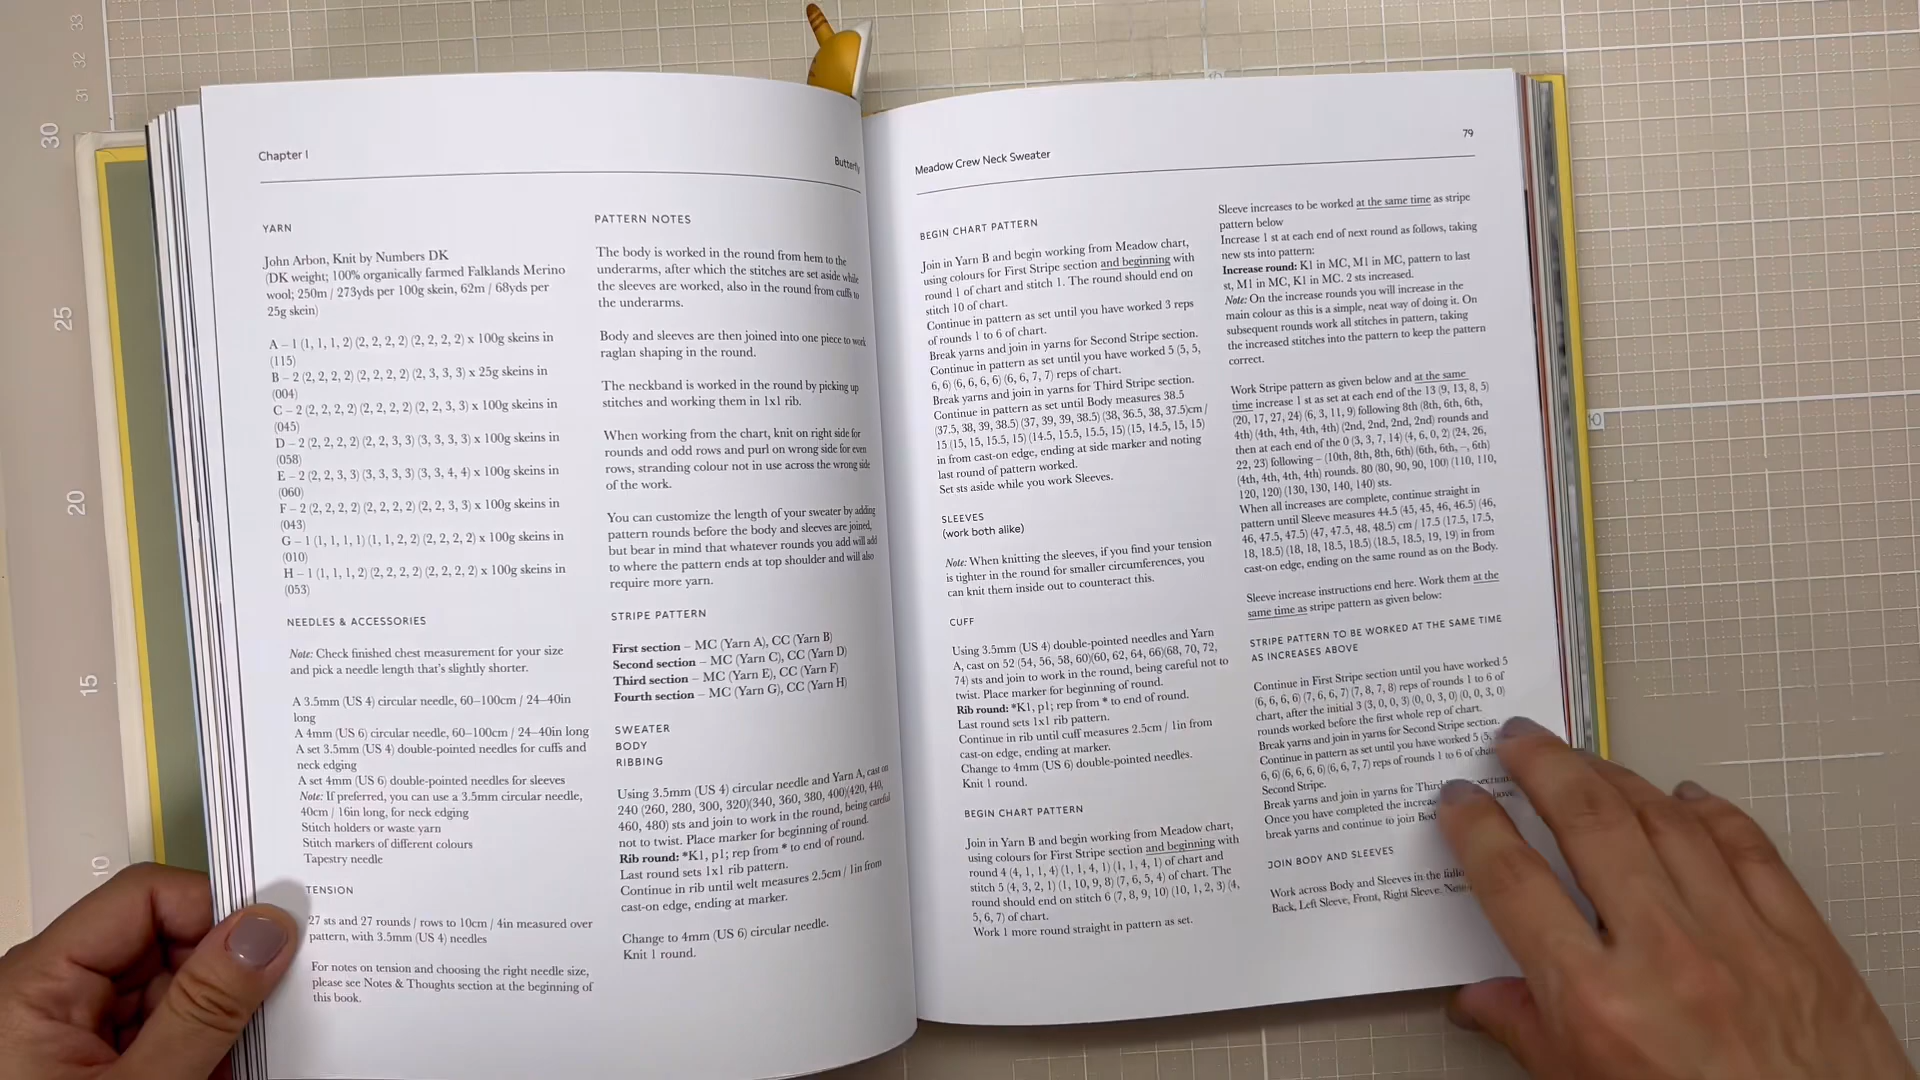 33
32
31
30
25
20
15
10
10
Chapter I
Butterfly
YARN
John Arbon, Knit by Numbers DK
(DK weight; 100% organically farmed Falklands Merino
wool; 250m / 273yds per 100g skein, 62m / 68yds per
25g skein)
A – 1 (1, 1, 1, 2) (2, 2, 2, 2) (2, 2, 2, 2) x 100g skeins in
(115)
B – 2 (2, 2, 2, 2) (2, 2, 2, 2) (2, 3, 3, 3) x 25g skeins in
(004)
C – 2 (2, 2, 2, 2) (2, 2, 2, 2) (2, 2, 3, 3) x 100g skeins in
(045)
D – 2 (2, 2, 2, 2) (2, 2, 3, 3) (3, 3, 3, 3) x 100g skeins in
(058)
E – 2 (2, 2, 3, 3) (3, 3, 3, 3) (3, 3, 4, 4) x 100g skeins in
(060)
F – 2 (2, 2, 2, 2) (2, 2, 2, 2) (2, 2, 3, 3) x 100g skeins in
(043)
G – 1 (1, 1, 1, 1) (1, 1, 2, 2) (2, 2, 2, 2) x 100g skeins in
(010)
H – 1 (1, 1, 1, 2) (2, 2, 2, 2) (2, 2, 2, 2) x 100g skeins in
(053)
NEEDLES & ACCESSORIES
Note: Check finished chest measurement for your size
and pick a needle length that's slightly shorter.
A 3.5mm (US 4) circular needle, 60–100cm / 24–40in
long
A 4mm (US 6) circular needle, 60–100cm / 24–40in long
A set 3.5mm (US 4) double-pointed needles for cuffs and
neck edging
A set 4mm (US 6) double-pointed needles for sleeves
Note: If preferred, you can use a 3.5mm circular needle,
40cm / 16in long, for neck edging
Stitch holders or waste yarn
Stitch markers of different colours
Tapestry needle
TENSION
27 sts and 27 rounds / rows to 10cm / 4in measured over
pattern, with 3.5mm (US 4) needles
For notes on tension and choosing the right needle size,
please see Notes & Thoughts section at the beginning of
this book.
PATTERN NOTES
The body is worked in the round from hem to the
underarms, after which the stitches are set aside while
the sleeves are worked, also in the round from cuffs to
the underarms.
Body and sleeves are then joined into one piece to work
raglan shaping in the round.
The neckband is worked in the round by picking up
stitches and working them in 1x1 rib.
When working from the chart, knit on right side for
rounds and odd rows and purl on wrong side for even
rows, stranding colour not in use across the wrong side
of the work.
You can customize the length of your sweater by adding
pattern rounds before the body and sleeves are joined,
but bear in mind that whatever rounds you add will add
to where the pattern ends at top shoulder and will also
require more yarn.
STRIPE PATTERN
First section – MC (Yarn A), CC (Yarn B)
Second section – MC (Yarn C), CC (Yarn D)
Third section – MC (Yarn E), CC (Yarn F)
Fourth section – MC (Yarn G), CC (Yarn H)
SWEATER
BODY
RIBBING
Using 3.5mm (US 4) circular needle and Yarn A, cast on
240 (260, 280, 300, 320)(340, 360, 380, 400)(420, 440,
460, 480) sts and join to work in the round, being careful
not to twist. Place marker for beginning of round.
Rib round: *K1, p1; rep from * to end of round.
Last round sets 1x1 rib pattern.
Continue in rib until welt measures 2.5cm / 1in from
cast-on edge, ending at marker.
Change to 4mm (US 6) circular needle.
Knit 1 round.
Meadow Crew Neck Sweater
79
BEGIN CHART PATTERN
Join in Yarn B and begin working from Meadow chart,
using colours for First Stripe section and beginning with
round 1 of chart and stitch 1. The round should end on
stitch 10 of chart.
Continue in pattern as set until you have worked 3 reps
of rounds 1 to 6 of chart.
Break yarns and join in yarns for Second Stripe section.
Continue in pattern as set until you have worked 5 (5, 5,
6, 6) (6, 6, 6, 6) (6, 6, 7, 7) reps of chart.
Break yarns and join in yarns for Third Stripe section.
Continue in pattern as set until Body measures 38.5
(37.5, 38, 39, 38.5) (37, 39, 39, 38.5) (38, 36.5, 38, 37.5)cm /
15 (15, 15, 15.5, 15) (14.5, 15.5, 15.5, 15) (15, 14.5, 15, 15)
in from cast-on edge, ending at side marker and noting
last round of pattern worked.
Set sts aside while you work Sleeves.
SLEEVES
(work both alike)
Note: When knitting the sleeves, if you find your tension
is tighter in the round for smaller circumferences, you
can knit them inside out to counteract this.
CUFF
Using 3.5mm (US 4) double-pointed needles and Yarn
A, cast on 52 (54, 56, 58, 60)(60, 62, 64, 66)(68, 70, 72,
74) sts and join to work in the round, being careful not to
twist. Place marker for beginning of round.
Rib round: *K1, p1; rep from * to end of round.
Last round sets 1x1 rib pattern.
Continue in rib until cuff measures 2.5cm / 1in from
cast-on edge, ending at marker.
Change to 4mm (US 6) double-pointed needles.
Knit 1 round.
BEGIN CHART PATTERN
Join in Yarn B and begin working from Meadow chart,
using colours for First Stripe section and beginning with
round 4 (4, 1, 1, 4) (1, 1, 4, 1) (1, 1, 4, 1) of chart and
stitch 5 (4, 3, 2, 1) (1, 10, 9, 8) (7, 6, 5, 4) of chart. The
round should end on stitch 6 (7, 8, 9, 10) (10, 1, 2, 3) (4,
5, 6, 7) of chart.
Work 1 more round straight in pattern as set.
Sleeve increases to be worked at the same time as stripe
pattern below
Increase 1 st at each end of next round as follows, taking
new sts into pattern:
Increase round: K1 in MC, M1 in MC, pattern to last
st, M1 in MC, K1 in MC. 2 sts increased.
Note: On the increase rounds you will increase in the
main colour as this is a simple, neat way of doing it. On
subsequent rounds work all stitches in pattern, taking
the increased stitches into the pattern to keep the pattern
correct.
Work Stripe pattern as given below and at the same
time increase 1 st as set at each end of the 13 (9, 13, 8, 5)
(20, 17, 27, 24) (6, 3, 11, 9) following 8th (8th, 6th, 6th,
4th) (4th, 4th, 4th, 4th) (2nd, 2nd, 2nd, 2nd) rounds and
then at each end of the 0 (3, 3, 7, 14) (4, 6, 0, 2) (24, 26,
22, 23) following – (10th, 8th, 8th, 6th) (6th, 6th, –, 6th)
(4th, 4th, 4th, 4th) rounds. 80 (80, 90, 90, 100) (110, 110,
120, 120) (130, 130, 140, 140) sts.
When all increases are complete, continue straight in
pattern until Sleeve measures 44.5 (45, 45, 46, 46.5) (46,
46, 47.5, 47.5) (47, 47.5, 48, 48.5) cm / 17.5 (17.5, 17.5,
18, 18.5) (18, 18, 18.5, 18.5) (18.5, 18.5, 19, 19) in from
cast-on edge, ending on the same round as on the Body.
Sleeve increase instructions end here. Work them at the
same time as stripe pattern as given below:
STRIPE PATTERN TO BE WORKED AT THE SAME TIME
AS INCREASES ABOVE
Continue in First Stripe section until you have worked 5
(6, 6, 6, 6) (7, 6, 6, 7) (7, 8, 7, 8) reps of rounds 1 to 6 of
chart, after the initial 3 (3, 0, 0, 3) (0, 0, 3, 0) (0, 0, 3, 0)
rounds worked before the first whole rep of chart.
Break yarns and join in yarns for Second Stripe section.
Continue in pattern as set until you have worked 5 (5,
6, 6) (6, 6, 6, 6) (6, 6, 7, 7) reps of rounds 1 to 6 of
Second Stripe.
Break yarns and join in yarns for Third
Once you have completed the
break yarns and continue to join
JOIN BODY AND SLEEVES
Work across Body and Sleeves in the
Back, Left Sleeve, Front, Right Sleeve.